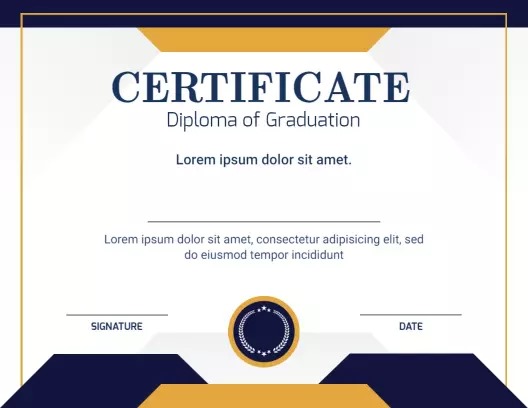 CERTIFICATE
Diploma of Graduation
Lorem ipsum dolor sit amet.
Lorem ipsum dolor sit amet, consectetur adipisicing elit, sed
do eiusmod tempor incididunt
SIGNATURE
DATE